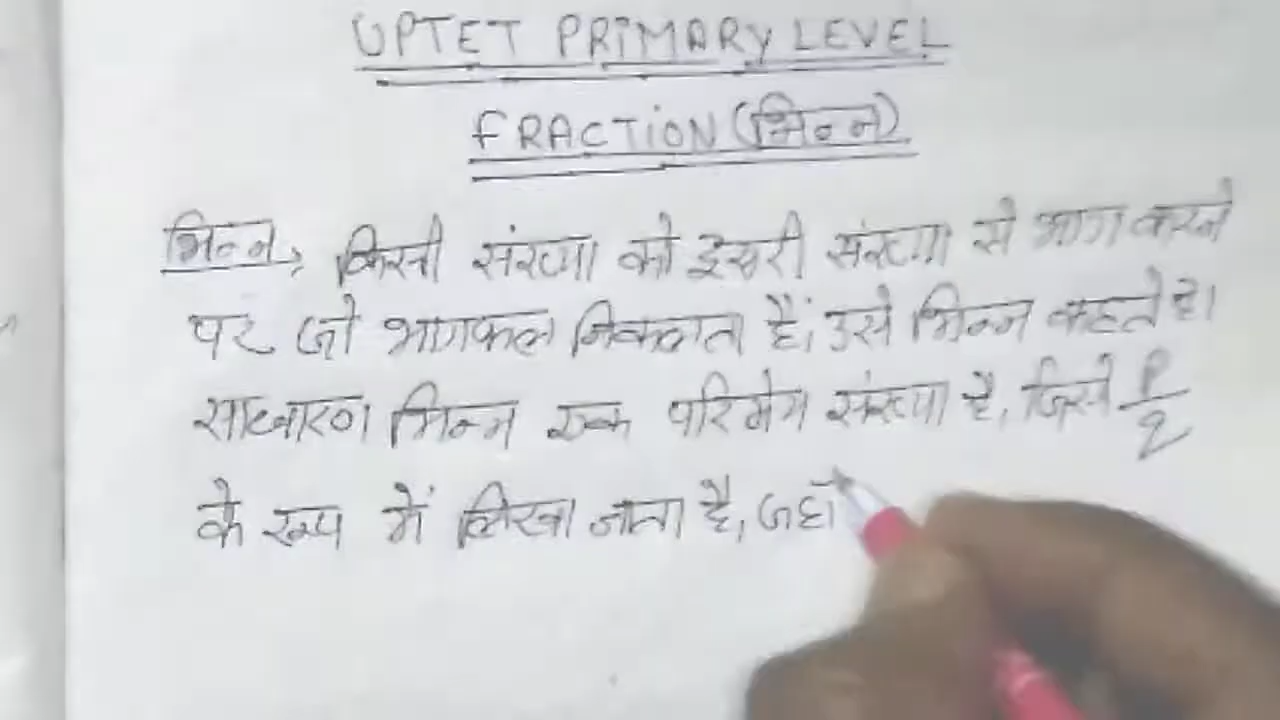 UPTET PRIMARY LEVEL
FRACTION (भिन्न)
भिन्न, किसी संख्या को दूसरी संख्या से भाग करने
पर जो भागफल निकलता है, उसे भिन्न कहते है।
साधारण भिन्न एक परिमेय संख्या है, जिसे P/q
के रूप में लिखा जाता है, जहाँ